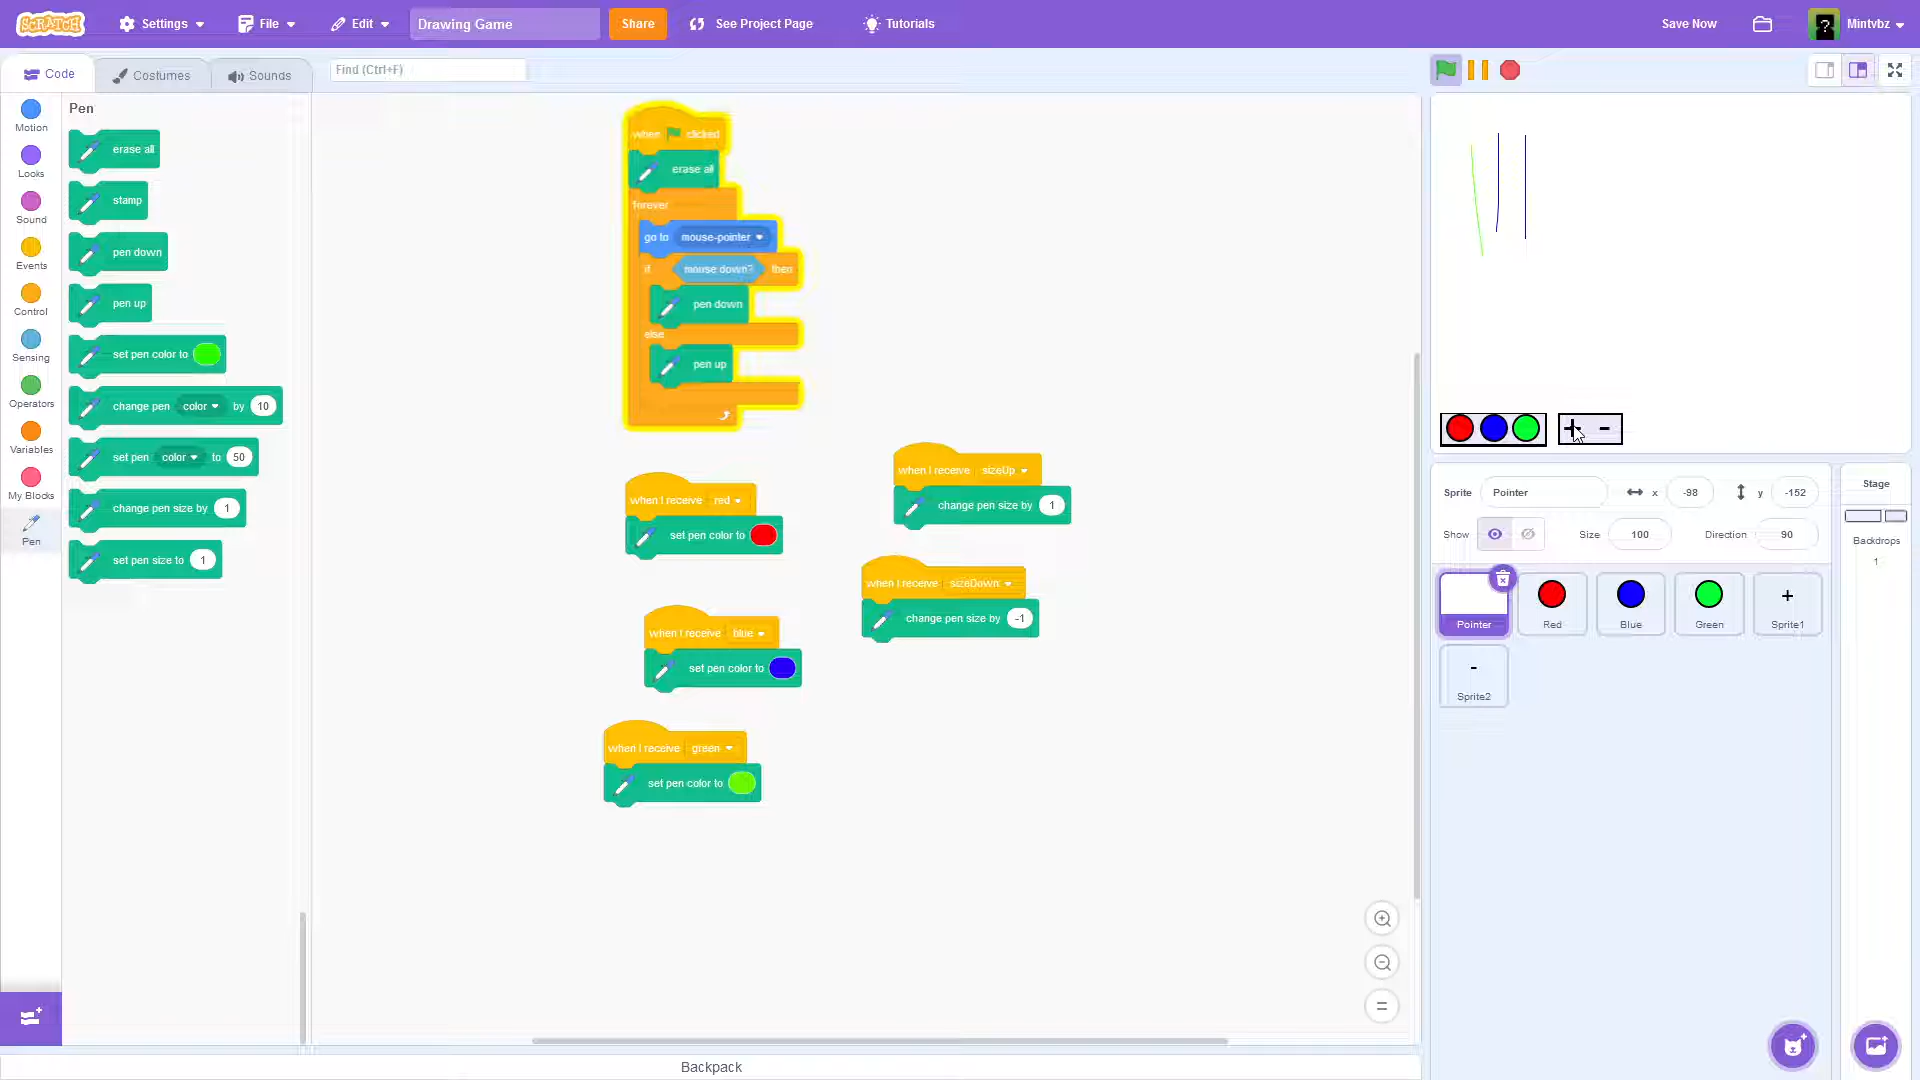 SCRATCH
Settings
File
Edit
Drawing Game
Share
See Project Page
Tutorials
Save Now
Mintvbz
Code
Costumes
Sounds
Find (Ctrl+F)
Motion
Looks
Sound
Events
Control
Sensing
Operators
Variables
My Blocks
Pen
Pen
erase all
stamp
pen down
pen up
set pen color to
change pen color by 10
set pen color to 50
change pen size by 1
set pen size to 1
when clicked
erase all
forever
go to mouse-pointer
if mouse down? then
pen down
else
pen up
when I receive red
set pen color to
when I receive blue
set pen color to
when I receive green
set pen color to
when I receive sizeUp
change pen size by 1
when I receive sizeDown
change pen size by -1
+ -
Sprite Pointer x -98 y -152
Show Size 100 Direction 90
Pointer
Red
Blue
Green
+
Sprite1
-
Sprite2
Stage
Backdrops
1
?
=
Backpack